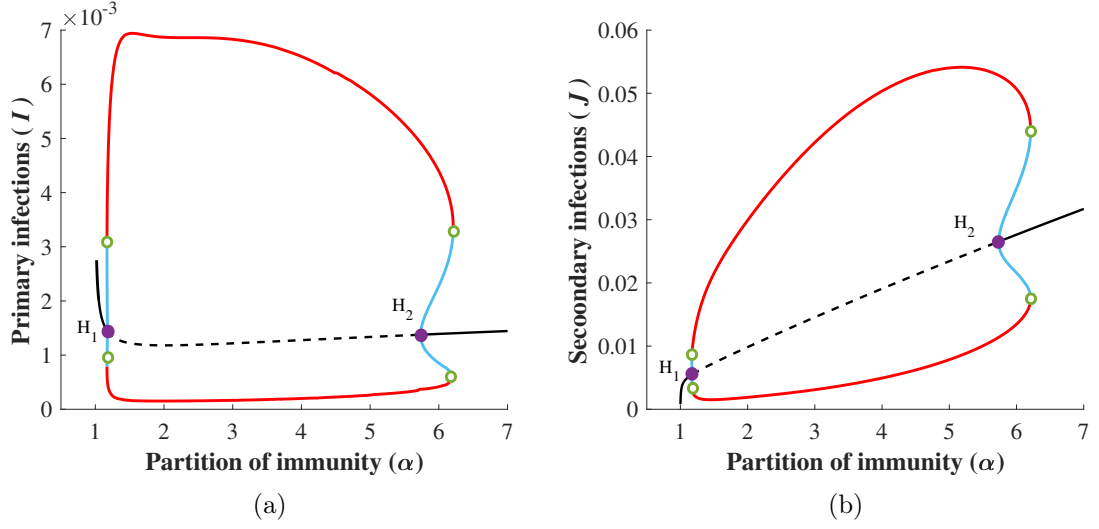 ×10⁻³
7
6
5
4
3
2
1
0
Primary infections ( I )
H1
H2
1 2 3 4 5 6 7
Partition of immunity (α)
(a)
0.06
0.05
0.04
0.03
0.02
0.01
0
Secoondary infections ( J )
H1
H2
1 2 3 4 5 6 7
Partition of immunity (α)
(b)